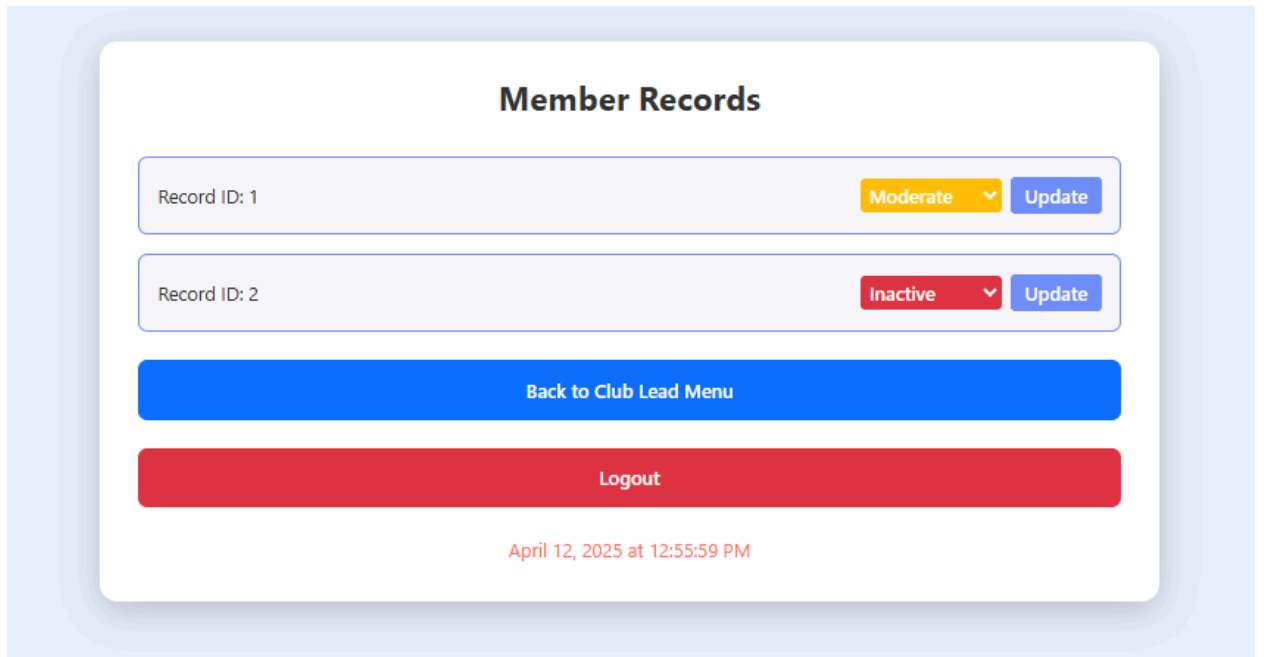 Member Records
Record ID: 1 Moderate Update
Record ID: 2 Inactive Update
Back to Club Lead Menu
Logout
April 12, 2025 at 12:55:59 PM